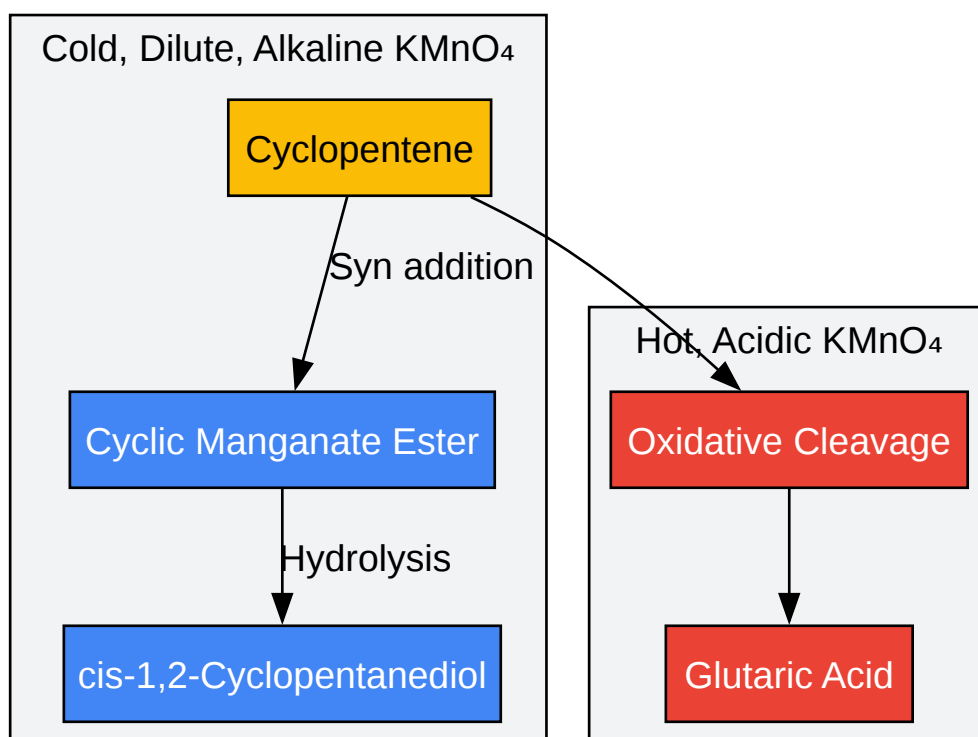 Cold, Dilute, Alkaline KMnO₄
Cyclopentene
Syn addition
Hot, Acidic KMnO₄
Cyclic Manganate Ester
Oxidative Cleavage
Hydrolysis
cis-1,2-Cyclopentanediol
Glutaric Acid